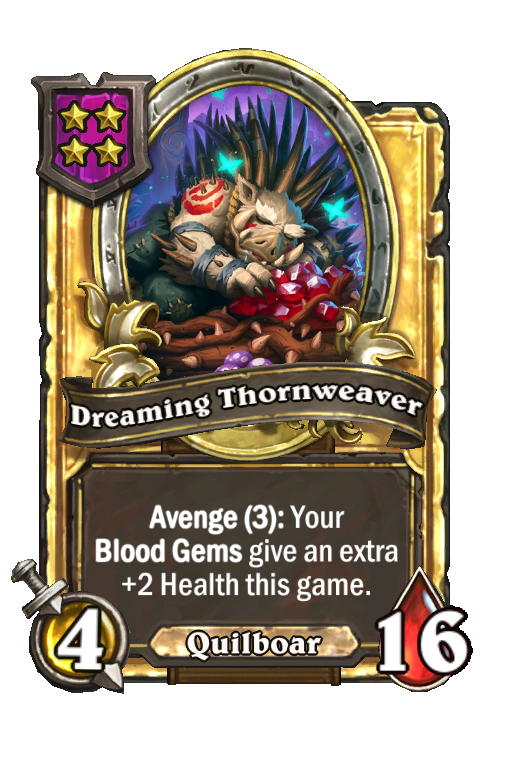 Dreaming Thornweaver
Avenge (3): Your
Blood Gems give an extra
+2 Health this game.
4
Quilboar
16